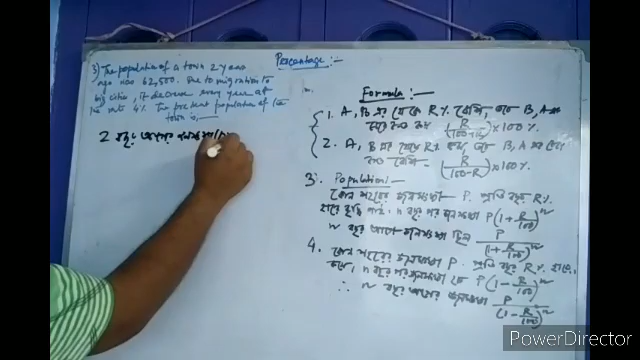 Percentage:-
3) The population of a town 2 years
ago was 62,500. Due to migration to
big cities, it decrease every year at
the rate 4%. The present population of the
town is,—
2 বছর আগের জনসংখ্যা
Formula:-
1. A, B এর থেকে R% বেশি, তবে B, A এর
(R/(100+R)) × 100%
2. A, B এর থেকে R% কম, তবে B, A এর থেকে
কত বেশি- (R/(100-R)) × 100%
3. Population:-
কোন শহরের জনসংখ্যা P. প্রতি বছর R%
হারে বৃদ্ধি পায়, n বছর পর জনসংখ্যা P(1+R/100)^n
n বছর আগে জনসংখ্যা ছিল P/(1+R/100)^n
4. কোন শহরের জনসংখ্যা P. প্রতি বছর R% হারে
কমে, n বছর পর জনসংখ্যা P(1-R/100)^n
∴ n বছর আগের জনসংখ্যা P/(1-R/100)^n
POWERDIRECTOR